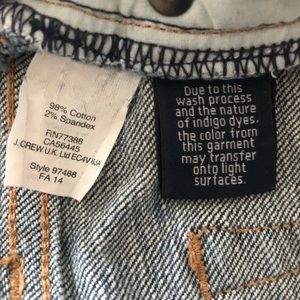 98% Cotton
2% Spandex
RN77388
CA56445
J.CREW U.K. Ltd EC4V 6JA
Style 97488
FA 14
Due to this
wash process
and the nature
of indigo dyes,
the color from
this garment
may transfer
onto light
surfaces.